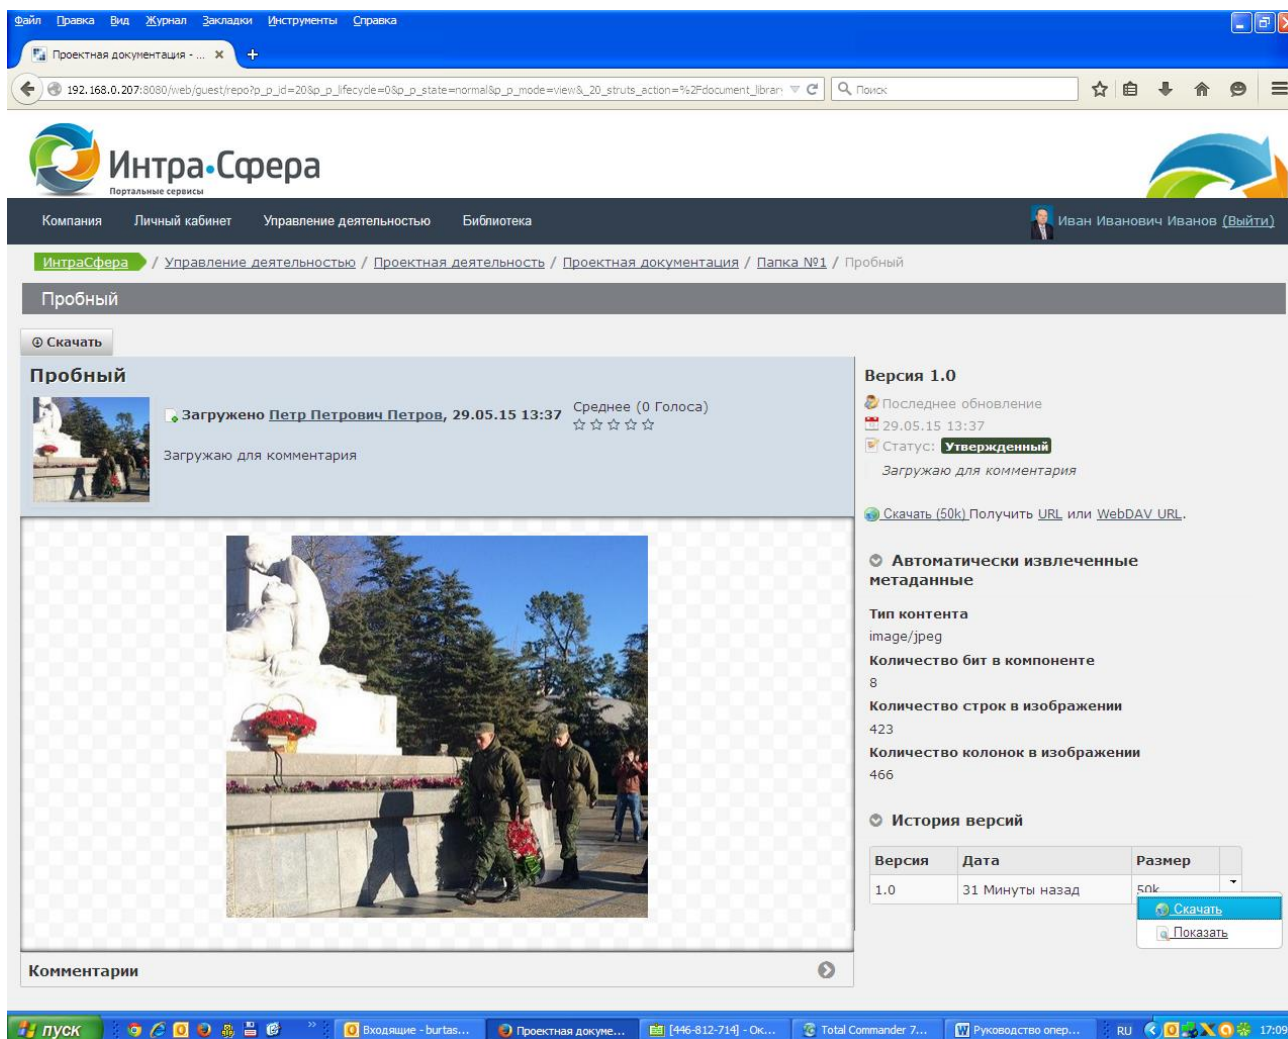 Файл Правка Вид Журнал Закладки Инструменты Справка
Проектная документация - ... × +
192.168.0.207:8080/web/guest/repo?p_p_id=20&p_p_lifecycle=0&p_p_state=normal&p_p_mode=view&_20_struts_action=%2Fdocument_library
Поиск
Интра•Сфера
Портальные сервисы
Компания Личный кабинет Управление деятельностью Библиотека Иван Иванович Иванов (Выйти)
ИнтраСфера / Управление деятельностью / Проектная деятельность / Проектная документация / Папка №1 / Пробный
Пробный
Скачать
Пробный
Загружено Петр Петрович Петров, 29.05.15 13:37
Среднее (0 Голоса)
Загружаю для комментария
Комментарии
Версия 1.0
Последнее обновление
29.05.15 13:37
Статус: Утвержденный
Загружаю для комментария
Скачать (50k) Получить URL или WebDAV URL.
Автоматически извлеченные
метаданные
Тип контента
image/jpeg
Количество бит в компоненте
8
Количество строк в изображении
423
Количество колонок в изображении
466
История версий
Версия Дата Размер
1.0 31 Минуты назад 50k
Скачать
Показать
пуск » Входящие - burtas... Проектная докуме... [446-812-714] - Ок... Total Commander 7... Руководство опер... RU 17:09